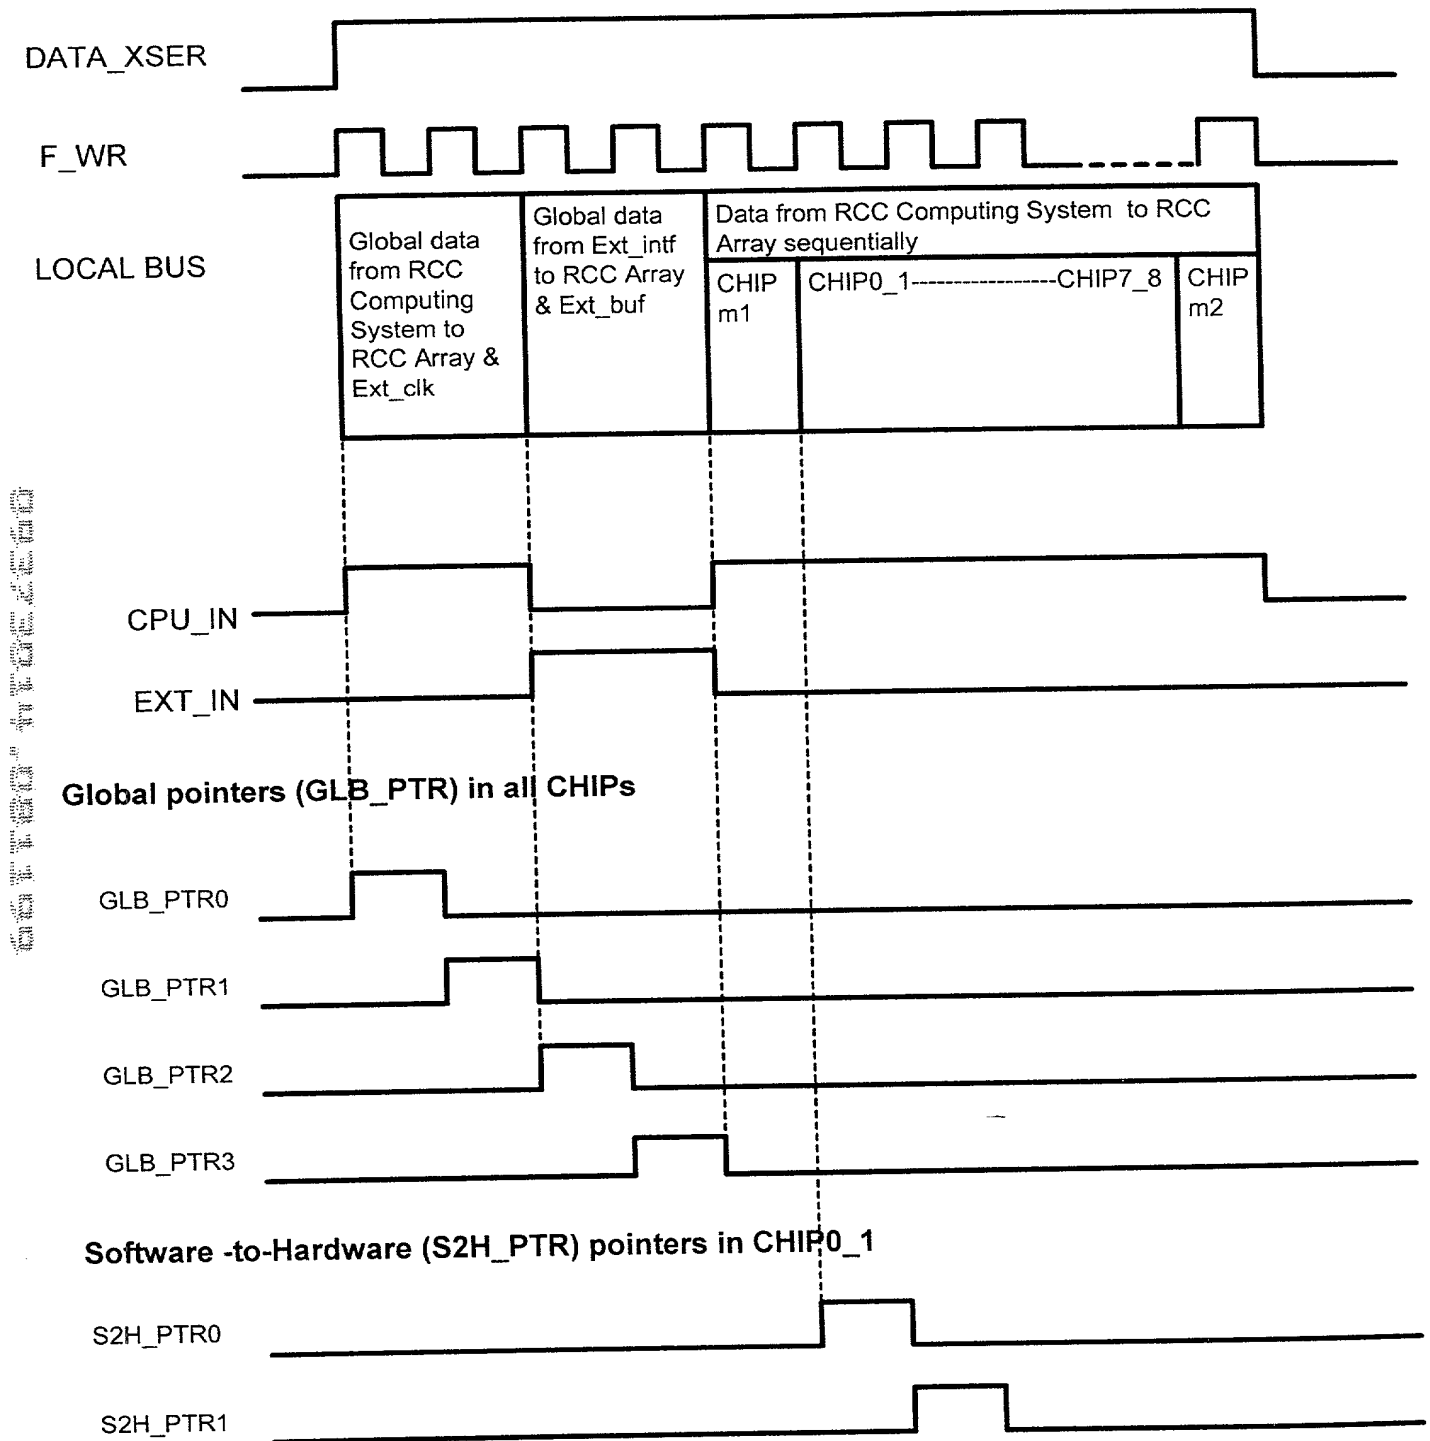 DATA_XSER
F_WR
LOCAL BUS
Global data
from RCC
Computing
System to
RCC Array &
Ext_clk
Global data
from Ext_intf
to RCC Array
& Ext_buf
Data from RCC Computing System to RCC
Array sequentially
CHIP
m1
CHIP0_1------------------CHIP7_8
CHIP
m2
CPU_IN
EXT_IN
Global pointers (GLB_PTR) in all CHIPs
GLB_PTR0
GLB_PTR1
GLB_PTR2
GLB_PTR3
Software -to-Hardware (S2H_PTR) pointers in CHIP0_1
S2H_PTR0
S2H_PTR1